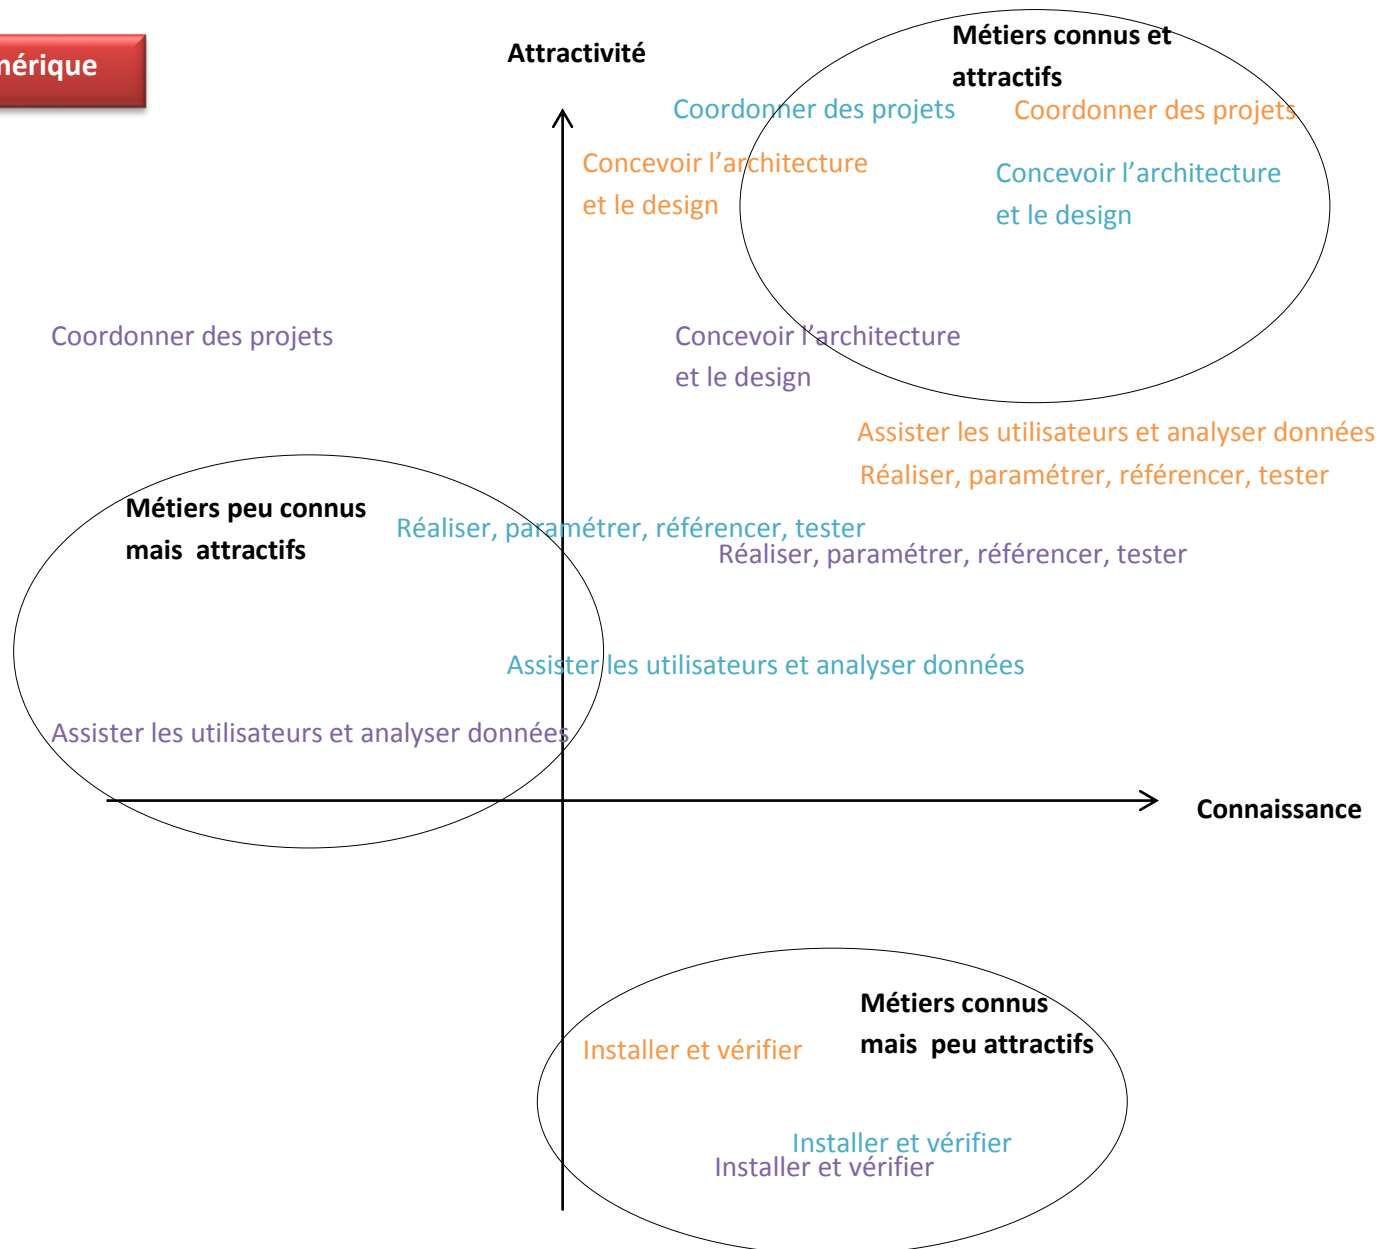 mérique
Attractivité
Métiers connus et
attractifs
Coordonner des projets
Coordonner des projets
Concevoir l’architecture
et le design
Concevoir l’architecture
et le design
Coordonner des projets
Concevoir l’architecture
et le design
Assister les utilisateurs et analyser données
Réaliser, paramétrer, référencer, tester
Métiers peu connus
mais attractifs
Réaliser, paramétrer, référencer, tester
Réaliser, paramétrer, référencer, tester
Assister les utilisateurs et analyser données
Assister les utilisateurs et analyser données
Connaissance
Métiers connus
mais peu attractifs
Installer et vérifier
Installer et vérifier
Installer et vérifier